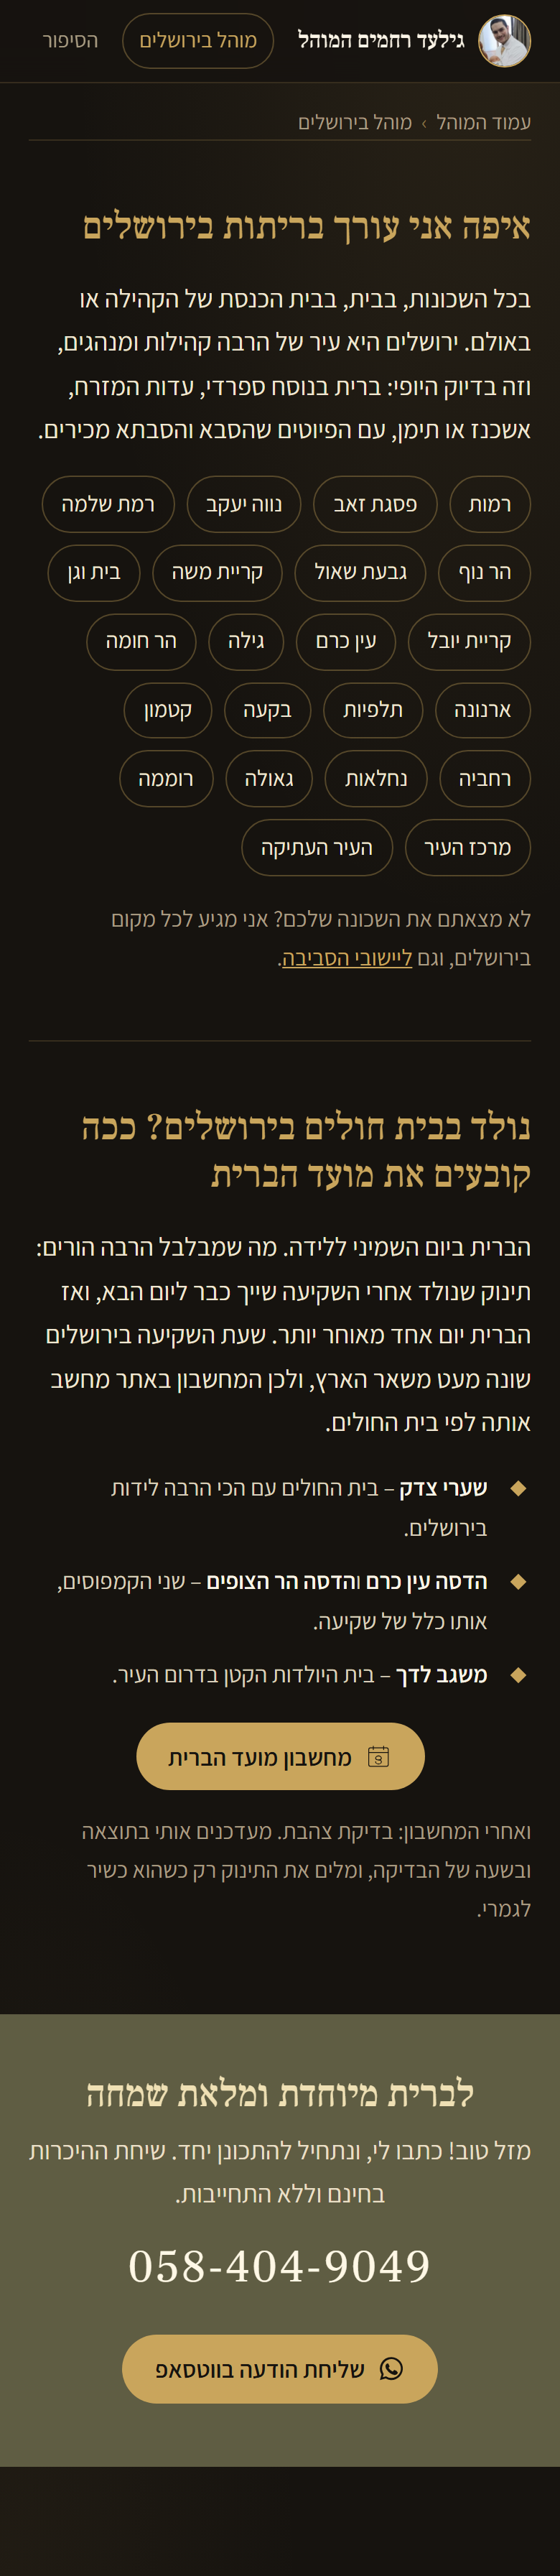 גילעד רחמים המוהל
מוהל בירושלים
הסיפור
עמוד המוהל › מוהל בירושלים
איפה אני עורך בריתות בירושלים
בכל השכונות, בבית, בבית הכנסת של הקהילה או
באולם. ירושלים היא עיר של הרבה קהילות ומנהגים,
וזה בדיוק היופי: ברית בנוסח ספרדי, עדות המזרח,
אשכנז או תימן, עם הפיוטים שהסבא והסבתא מכירים.
רמות
פסגת זאב
נווה יעקב
רמת שלמה
הר נוף
גבעת שאול
קריית משה
בית וגן
קריית יובל
עין כרם
גילה
הר חומה
ארנונה
תלפיות
בקעה
קטמון
רחביה
נחלאות
גאולה
רוממה
מרכז העיר
העיר העתיקה
לא מצאתם את השכונה שלכם? אני מגיע לכל מקום
בירושלים, וגם ליישובי הסביבה.
נולד בבית חולים בירושלים? ככה
קובעים את מועד הברית
הברית ביום השמיני ללידה. מה שמבלבל הרבה הורים:
תינוק שנולד אחרי השקיעה שייך כבר ליום הבא, ואז
הברית יום אחד מאוחר יותר. שעת השקיעה בירושלים
שונה מעט משאר הארץ, ולכן המחשבון באתר מחשב
אותה לפי בית החולים.
◆ שערי צדק – בית החולים עם הכי הרבה לידות
בירושלים.
◆ הדסה עין כרם והדסה הר הצופים – שני הקמפוסים,
אותו כלל של שקיעה.
◆ משגב לדך – בית היולדות הקטן בדרום העיר.
8 מחשבון מועד הברית
ואחרי המחשבון: בדיקת צהבת. מעדכנים אותי בתוצאה
ובשעה של הבדיקה, ומלים את התינוק רק כשהוא כשיר
לגמרי.
לברית מיוחדת ומלאת שמחה
מזל טוב! כתבו לי, ונתחיל להתכונן יחד. שיחת ההיכרות
בחינם וללא התחייבות.
058-404-9049
שליחת הודעה בווטסאפ